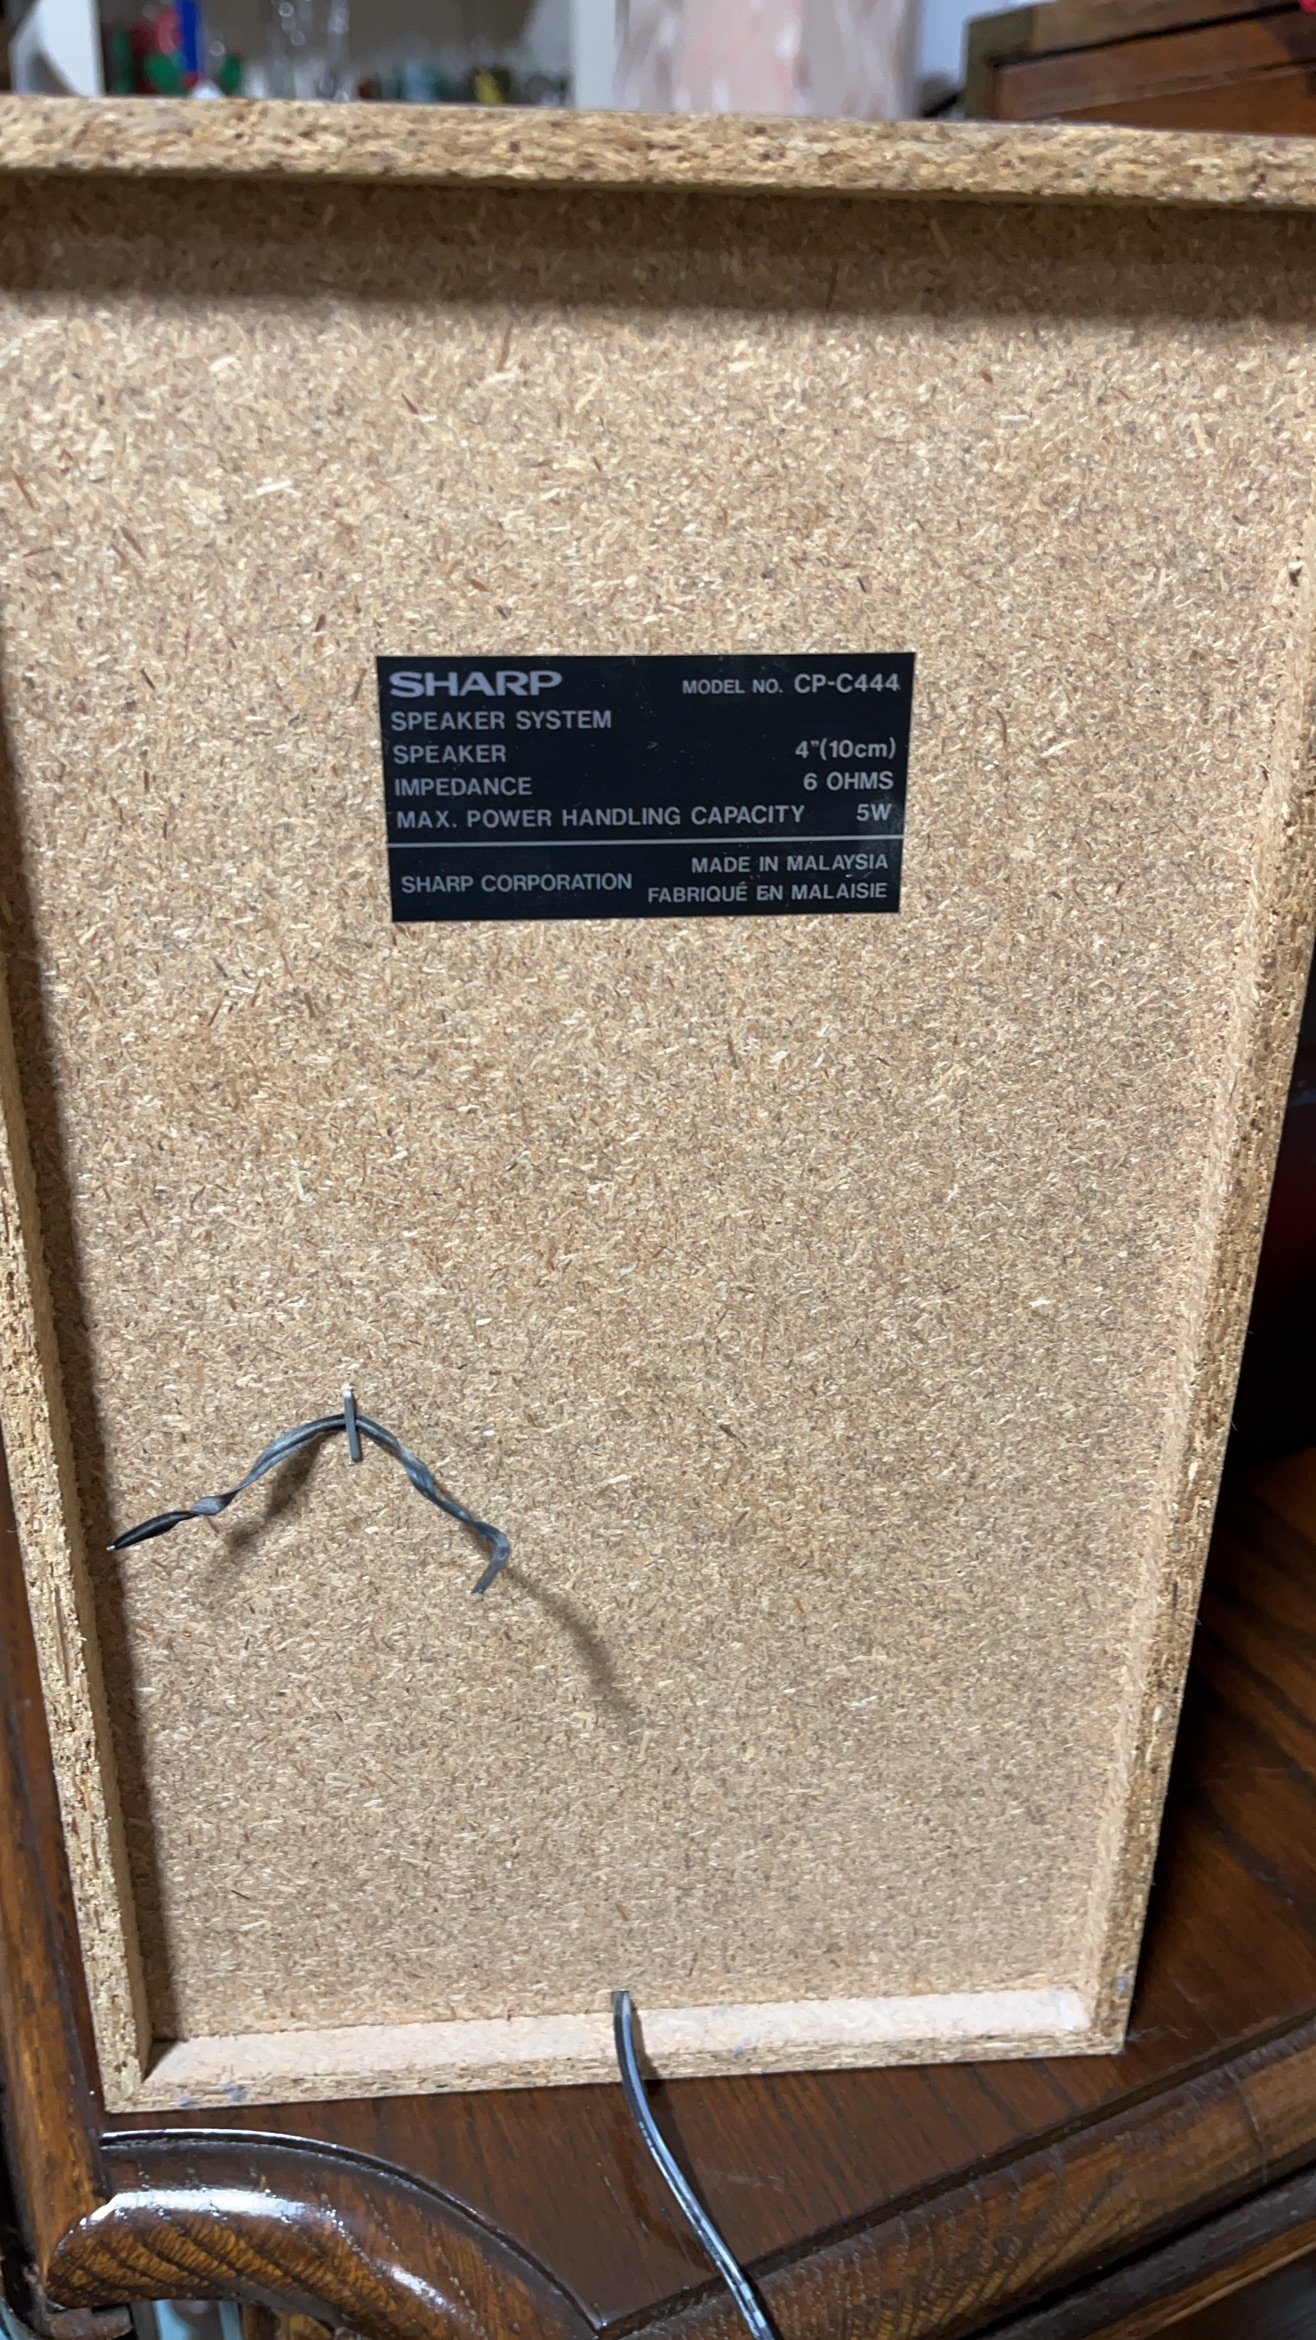 SHARP MODEL NO. CP-C444
SPEAKER SYSTEM
SPEAKER 4"(10cm)
IMPEDANCE 6 OHMS
MAX. POWER HANDLING CAPACITY 5W
SHARP CORPORATION
MADE IN MALAYSIA
FABRIQUÉ EN MALAISIE